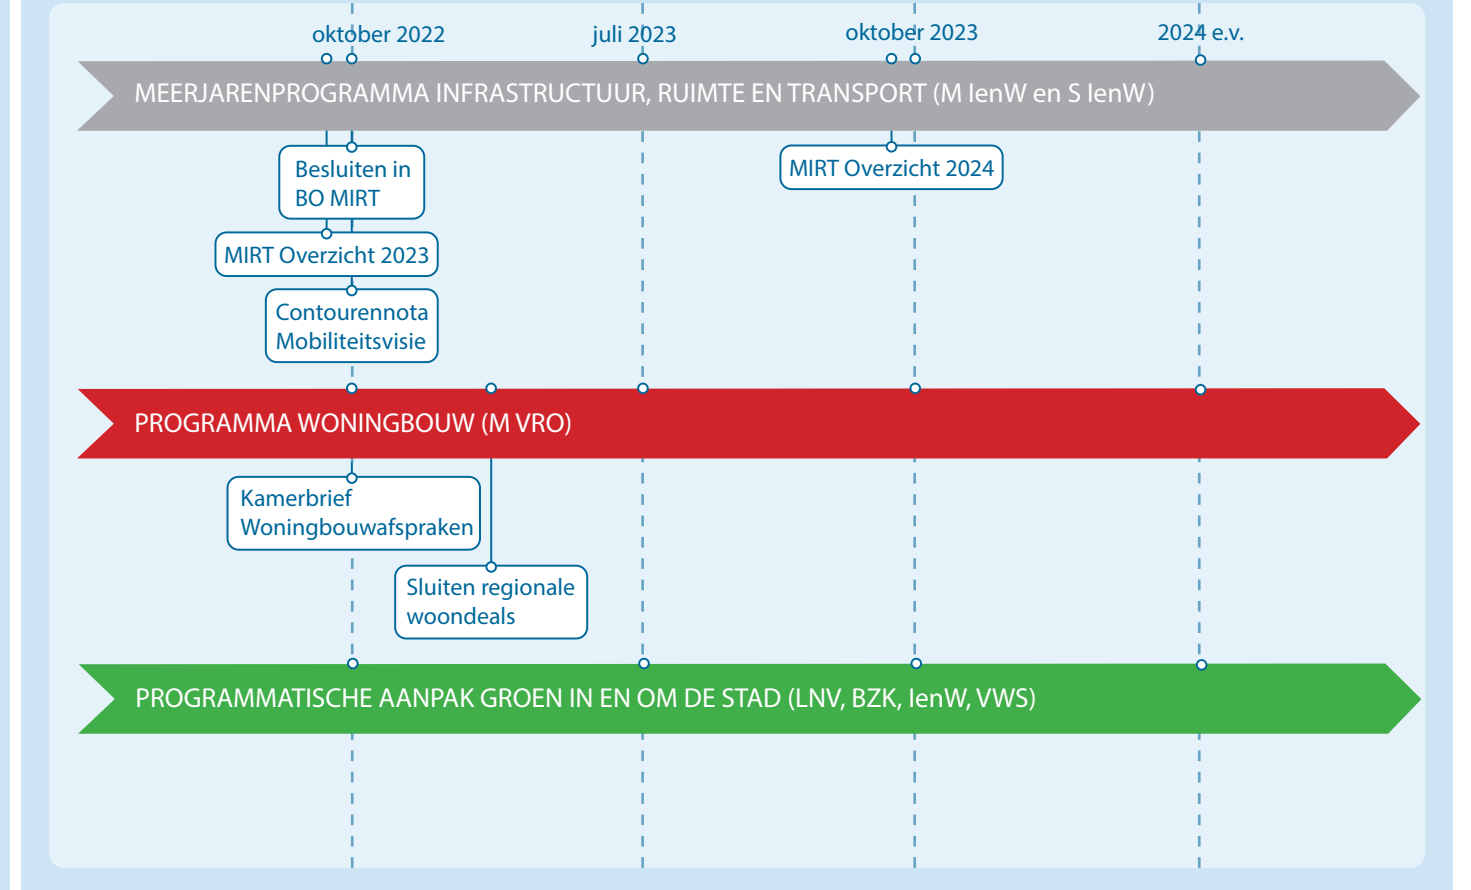 oktober 2022
juli 2023
oktober 2023
2024 e.v.
MEERJARENPROGRAMMA INFRASTRUCTUUR, RUIMTE EN TRANSPORT (M IenW en S IenW)
Besluiten in
BO MIRT
MIRT Overzicht 2024
MIRT Overzicht 2023
Contourennota
Mobiliteitsvisie
PROGRAMMA WONINGBOUW (M VRO)
Kamerbrief
Woningbouwafspraken
Sluiten regionale
woondeals
PROGRAMMATISCHE AANPAK GROEN IN EN OM DE STAD (LNV, BZK, IenW, VWS)